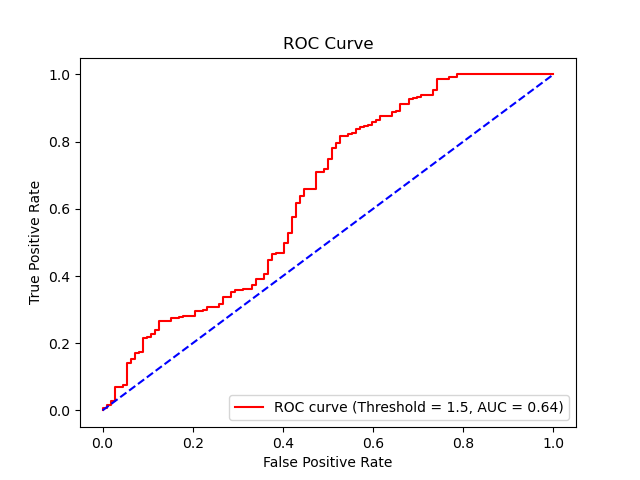 ROC Curve
1.0
0.8
0.6
0.4
0.2
0.0
True Positive Rate
ROC curve (Threshold = 1.5, AUC = 0.64)
0.0 0.2 0.4 0.6 0.8 1.0
False Positive Rate